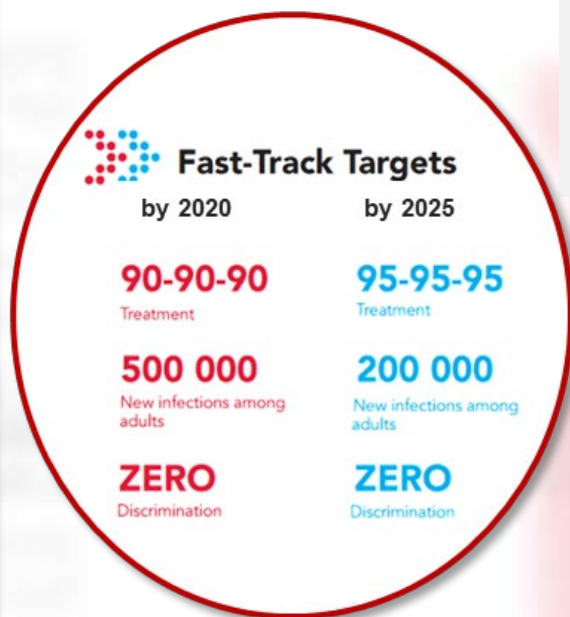 Fast-Track Targets
by 2020
by 2025
90-90-90
Treatment
95-95-95
Treatment
500 000
New infections among
adults
200 000
New infections among
adults
ZERO
Discrimination
ZERO
Discrimination